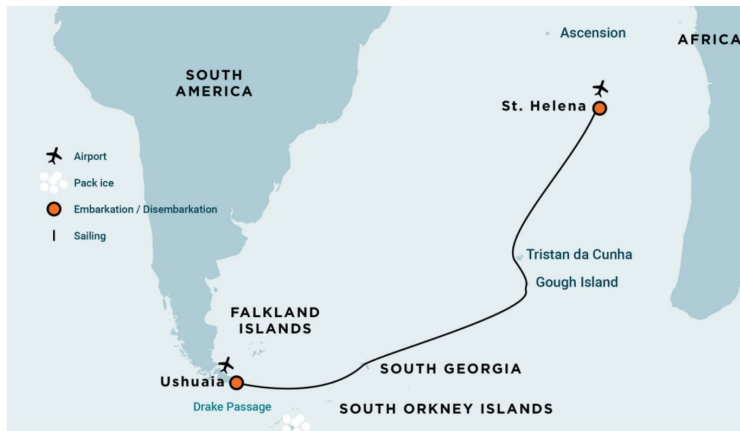 Ascension
AFRICA
SOUTH
AMERICA
St. Helena
Airport
Pack ice
Embarkation / Disembarkation
Sailing
Tristan da Cunha
Gough Island
FALKLAND
ISLANDS
SOUTH GEORGIA
Ushuaia
Drake Passage
SOUTH ORKNEY ISLANDS